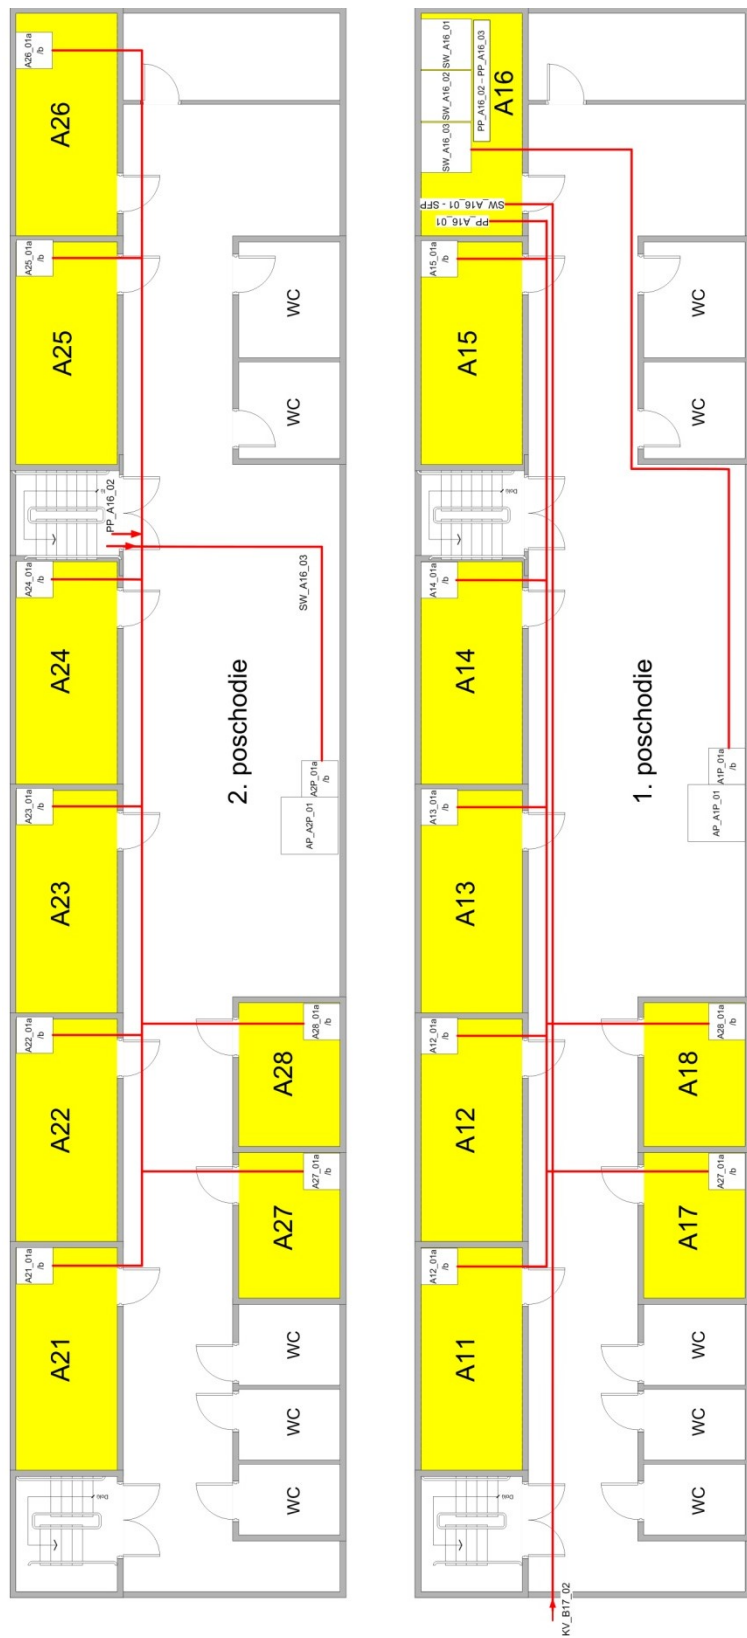 A26_01a
/b
A26
A25_01a
/b
A25
WC
WC
PP_A16_02
SW_A16_03
A24_01a
/b
A24
2. poschodie
A2P_01a
/b
AP_A2P_01
A23_01a
/b
A23
A22_01a
/b
A22
A28_01a
/b
A28
A27_01a
/b
A27
A21_01a
/b
A21
WC
WC
WC
Dolů
SW_A16_01
SW_A16_02
SW_A16_03
PP_A16_02 – PP_A16_03
A16
SW_A16_01 - SFP
PP_A16_01
A15_01a
/b
A15
WC
WC
Dolů
A14_01a
/b
A14
1. poschodie
A1P_01a
/b
AP_A1P_01
A13_01a
/b
A13
A12_01a
/b
A12
A28_01a
/b
A18
A27_01a
/b
A17
A12_01a
/b
A11
WC
WC
WC
Dolů
KV_B17_02